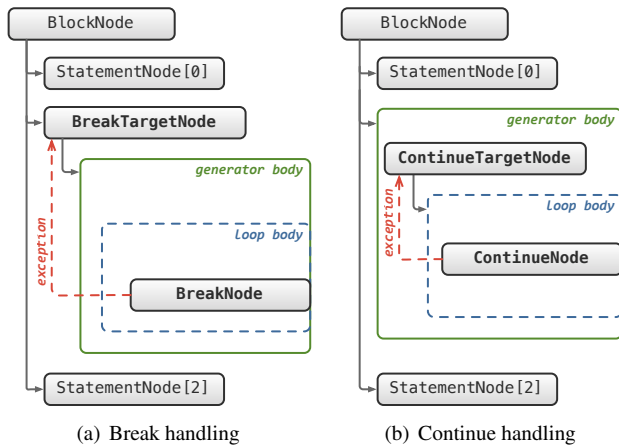 BlockNode
StatementNode[0]
BreakTargetNode
generator body
exception
loop body
BreakNode
StatementNode[2]
(a) Break handling
BlockNode
StatementNode[0]
generator body
ContinueTargetNode
exception
loop body
ContinueNode
StatementNode[2]
(b) Continue handling